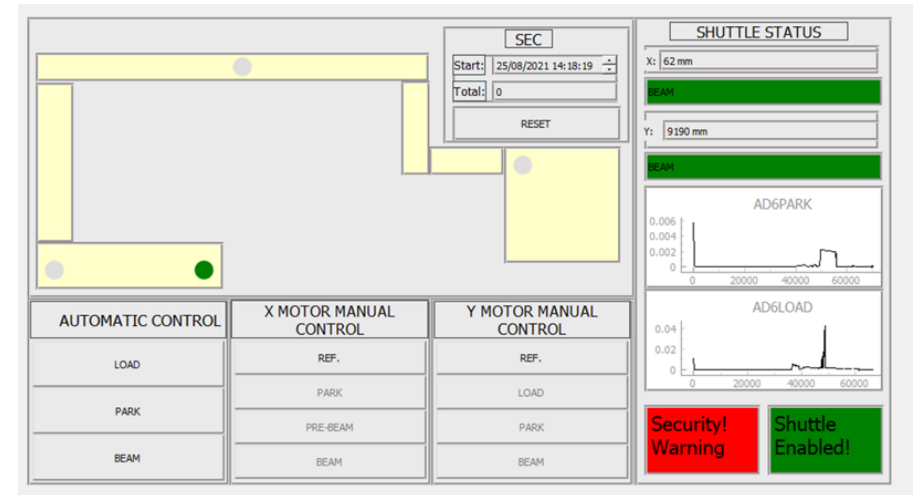 SEC
Start: 25/08/2021 14:18:19
Total: 0
RESET
AUTOMATIC CONTROL
LOAD
PARK
BEAM
X MOTOR MANUAL
CONTROL
REF.
PARK
PRE-BEAM
BEAM
Y MOTOR MANUAL
CONTROL
REF.
LOAD
PARK
BEAM
SHUTTLE STATUS
X: 62 mm
BEAM
Y: 9190 mm
BEAM
AD6PARK
0.006
0.004
0.002
0
0 20000 40000 60000
AD6LOAD
0.04
0.02
0
0 20000 40000 60000
Security!
Warning
Shuttle
Enabled!